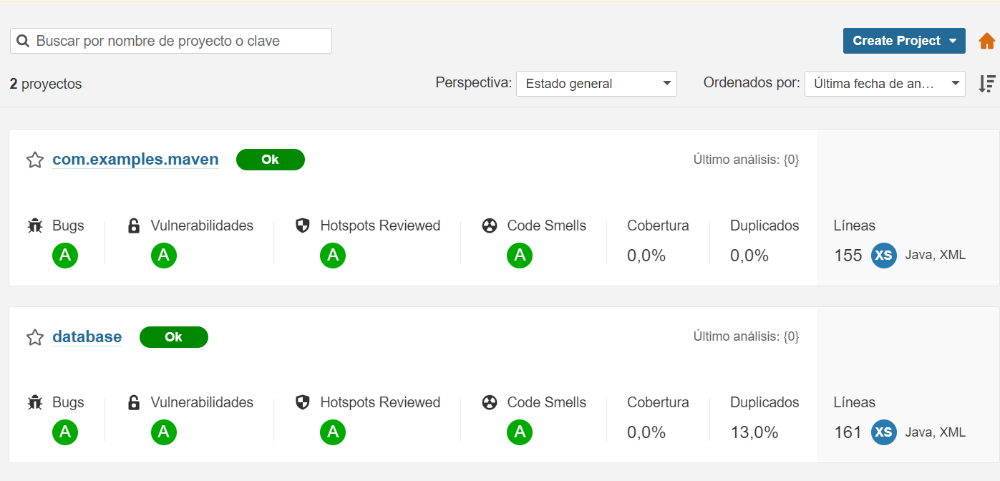 Buscar por nombre de proyecto o clave
Create Project
2 proyectos
Perspectiva: Estado general
Ordenados por: Última fecha de an...
com.examples.maven Ok Último análisis: {0}
Bugs Vulnerabilidades Hotspots Reviewed Code Smells Cobertura Duplicados Líneas
A A A A 0,0% 0,0% 155 XS Java, XML
database Ok Último análisis: {0}
Bugs Vulnerabilidades Hotspots Reviewed Code Smells Cobertura Duplicados Líneas
A A A A 0,0% 13,0% 161 XS Java, XML